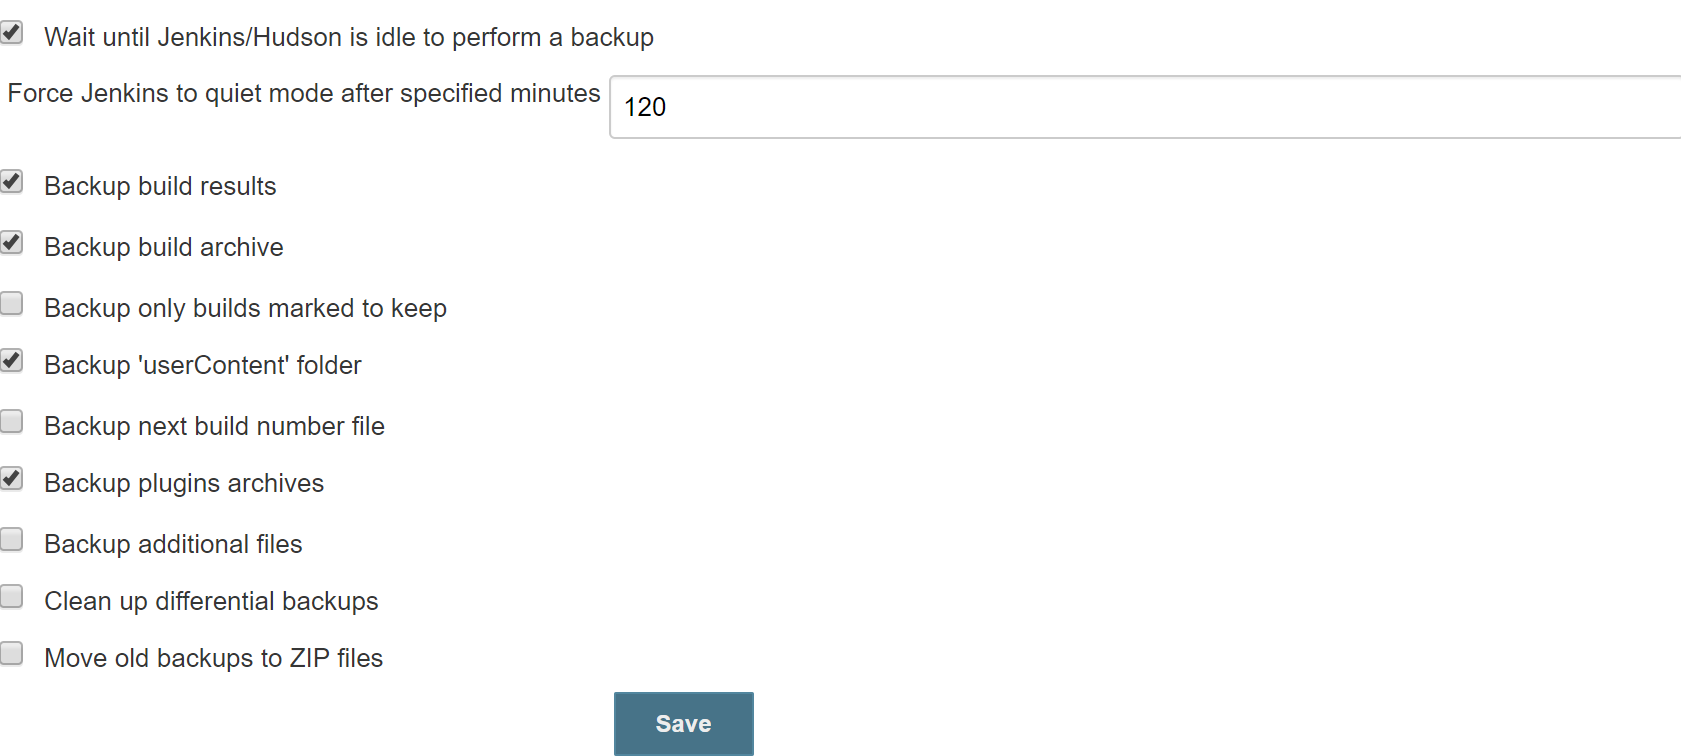 Wait until Jenkins/Hudson is idle to perform a backup
Force Jenkins to quiet mode after specified minutes 120
Backup build results
Backup build archive
Backup only builds marked to keep
Backup 'userContent' folder
Backup next build number file
Backup plugins archives
Backup additional files
Clean up differential backups
Move old backups to ZIP files
Save